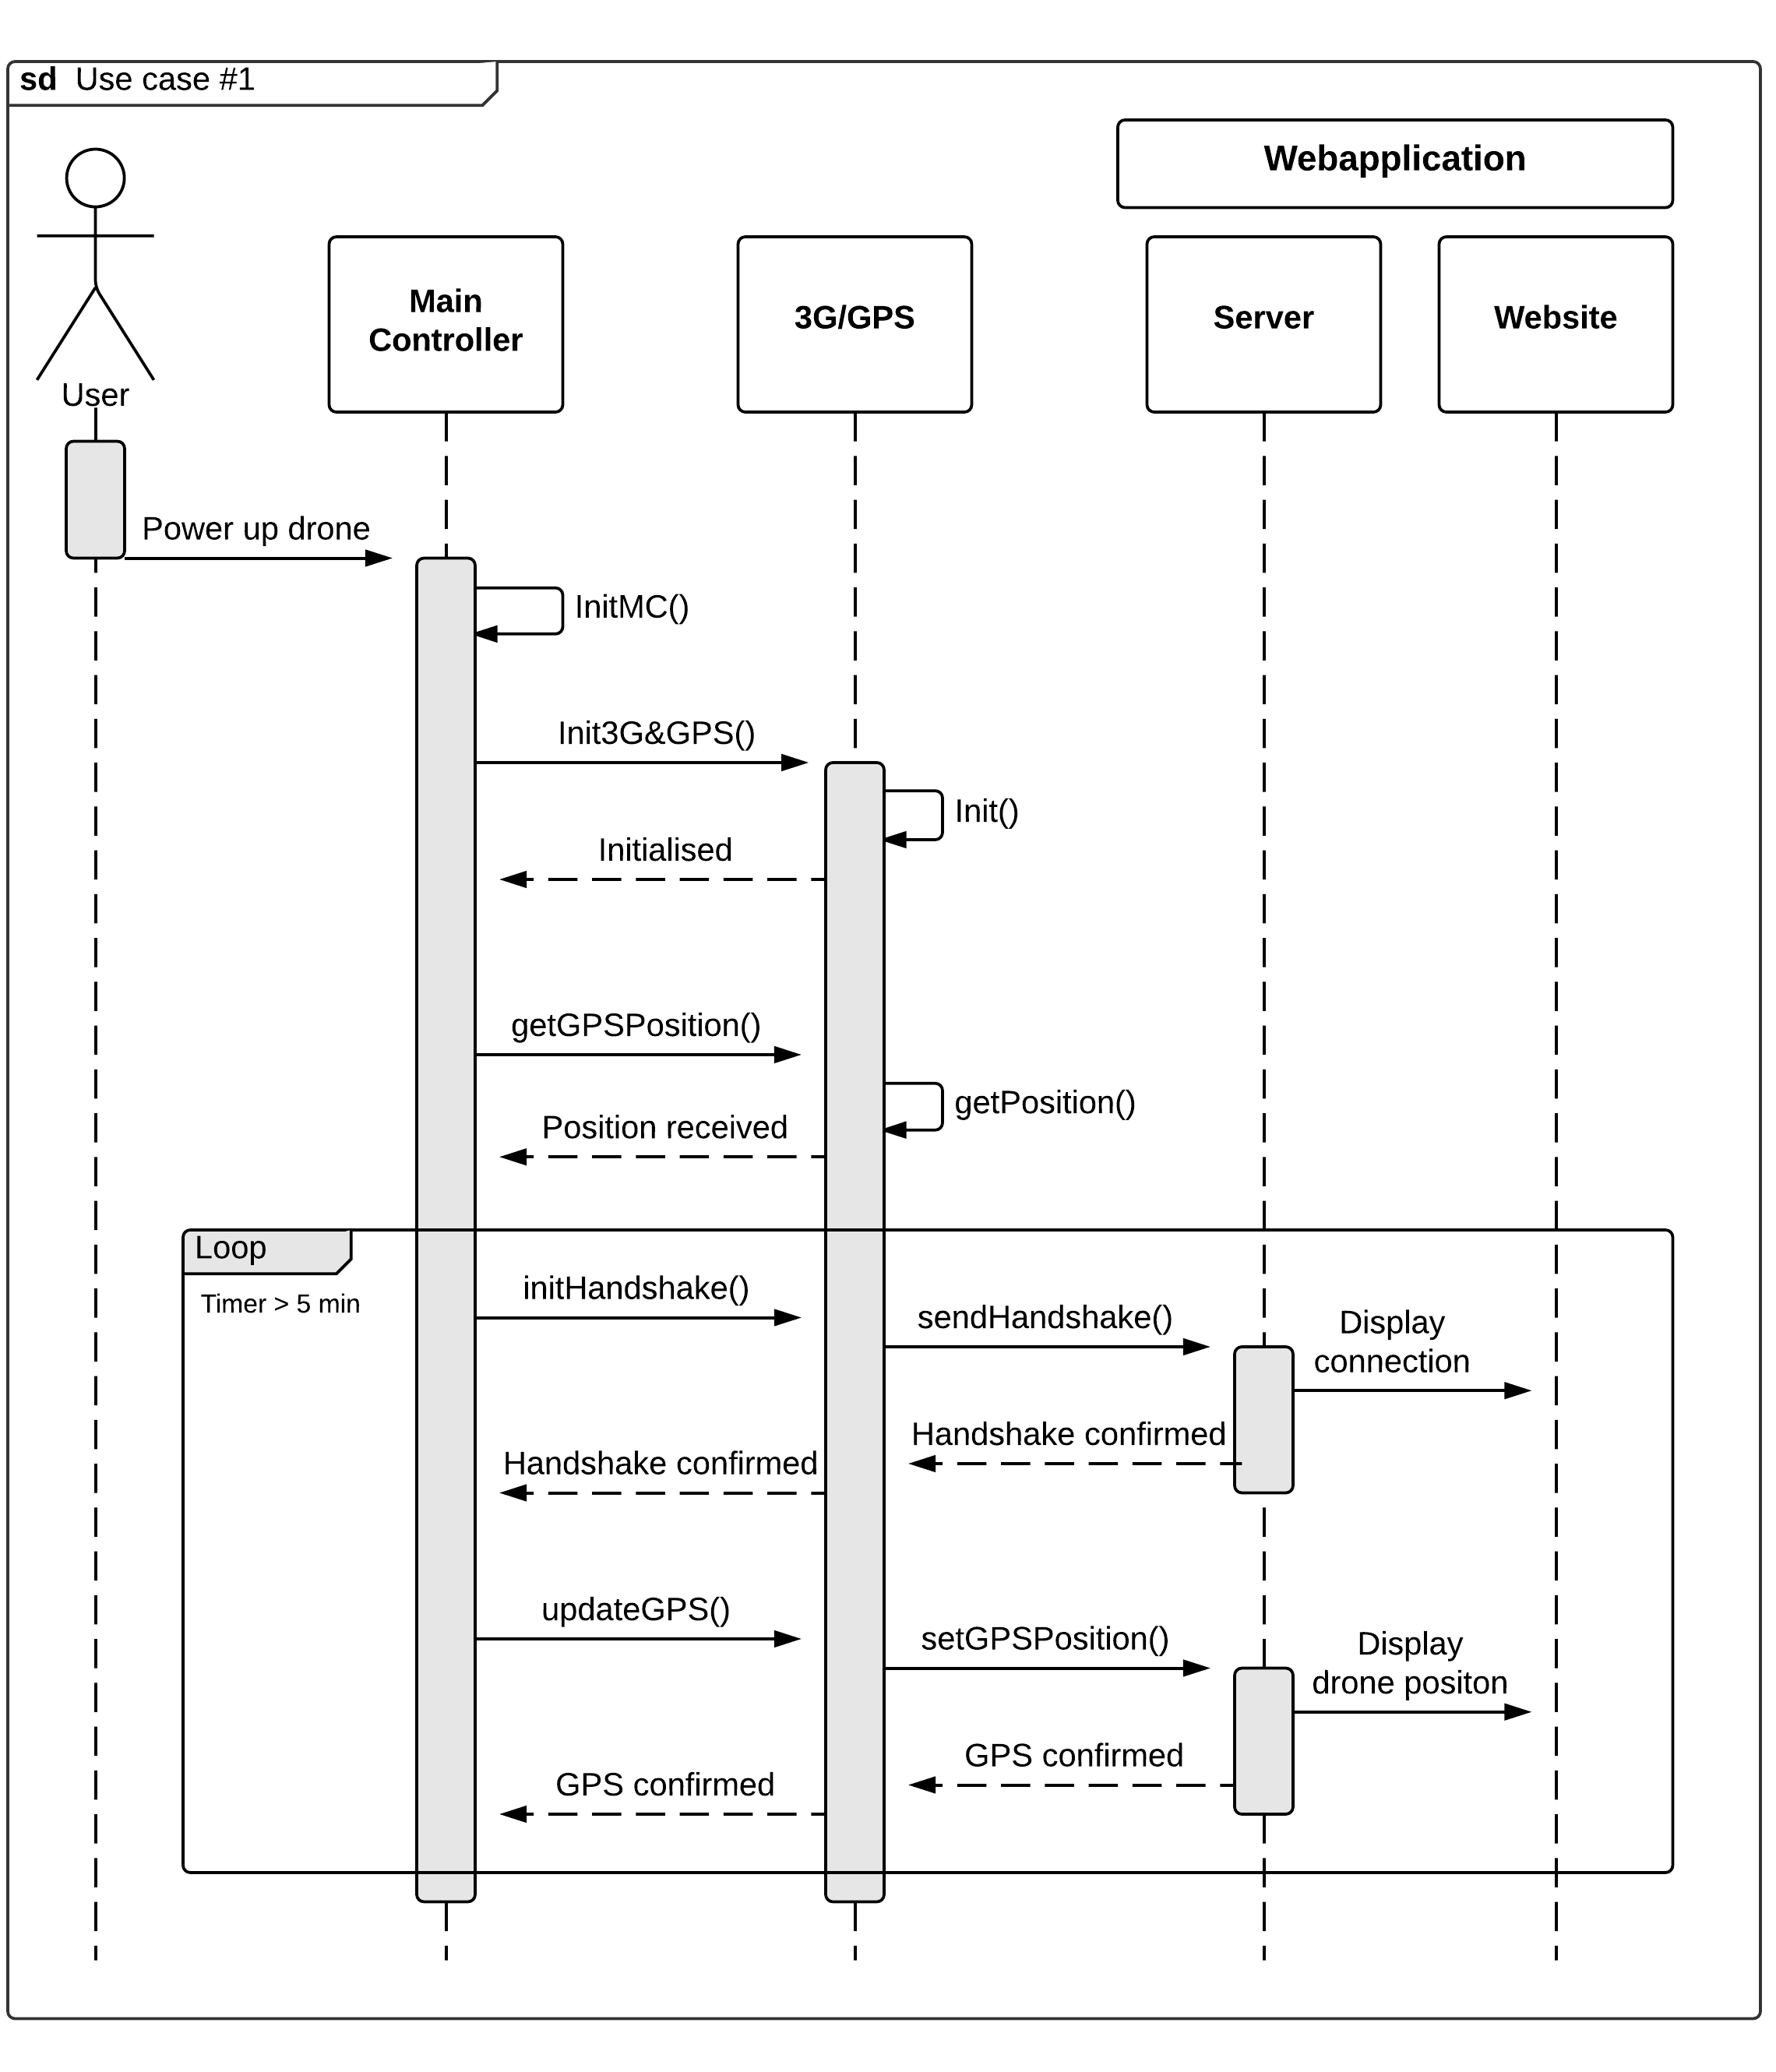 sd Use case #1
Webapplication
Main
Controller
3G/GPS
Server
Website
User
Power up drone
InitMC()
Init3G&GPS()
Init()
Initialised
getGPSPosition()
getPosition()
Position received
Loop
Timer > 5 min
initHandshake()
sendHandshake()
Display
connection
Handshake confirmed
Handshake confirmed
updateGPS()
setGPSPosition()
Display
drone positon
GPS confirmed
GPS confirmed